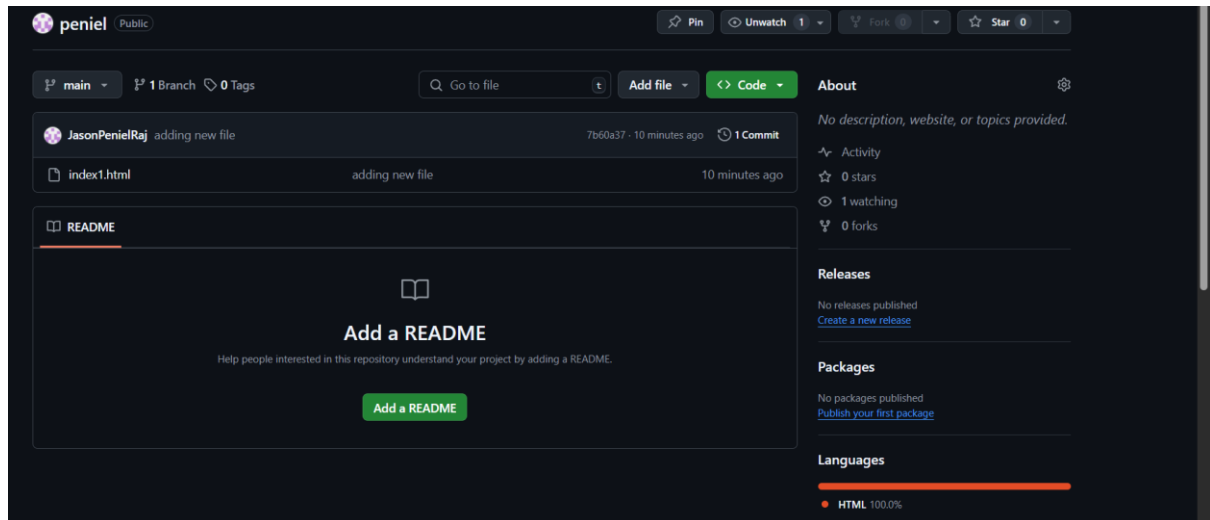 peniel Public
Pin
Unwatch 1
Fork 0
Star 0
main
1 Branch
0 Tags
Go to file
t
Add file
<> Code
JasonPenielRaj adding new file
7b60a37 · 10 minutes ago
1 Commit
index1.html
adding new file
10 minutes ago
README
Add a README
Help people interested in this repository understand your project by adding a README.
Add a README
About
No description, website, or topics provided.
Activity
0 stars
1 watching
0 forks
Releases
No releases published
Create a new release
Packages
No packages published
Publish your first package
Languages
HTML 100.0%